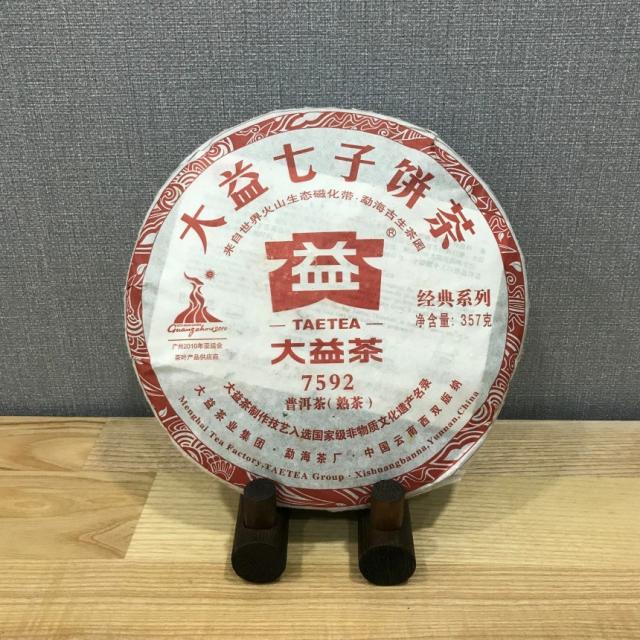 大益七子饼茶
来自世界火山生态磁化带·勐海古生茶园
益
®
TAETEA
大益茶
7592
普洱茶(熟茶)
经典系列
净含量: 357克
Guangzhou2010
广州2010年亚运会
茶叶产品供应商
大益茶制作技艺入选国家级非物质文化遗产名录
大益茶业集团·勐海茶厂·中国云南西双版纳
Menghai Tea Factory, TAETEA Group · Xishuangbanna, Yunnan, China